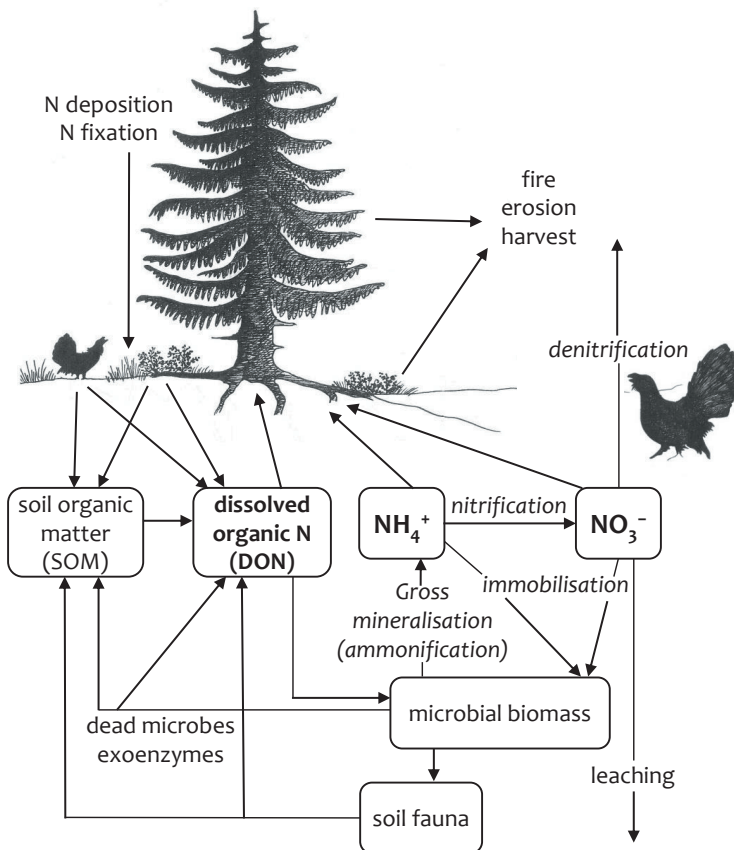 N deposition
N fixation
fire
erosion
harvest
denitrification
soil organic
matter
(SOM)
dissolved
organic N
(DON)
NH₄⁺
nitrification
NO₃⁻
Gross
mineralisation
(ammonification)
immobilisation
microbial biomass
dead microbes
exoenzymes
leaching
soil fauna